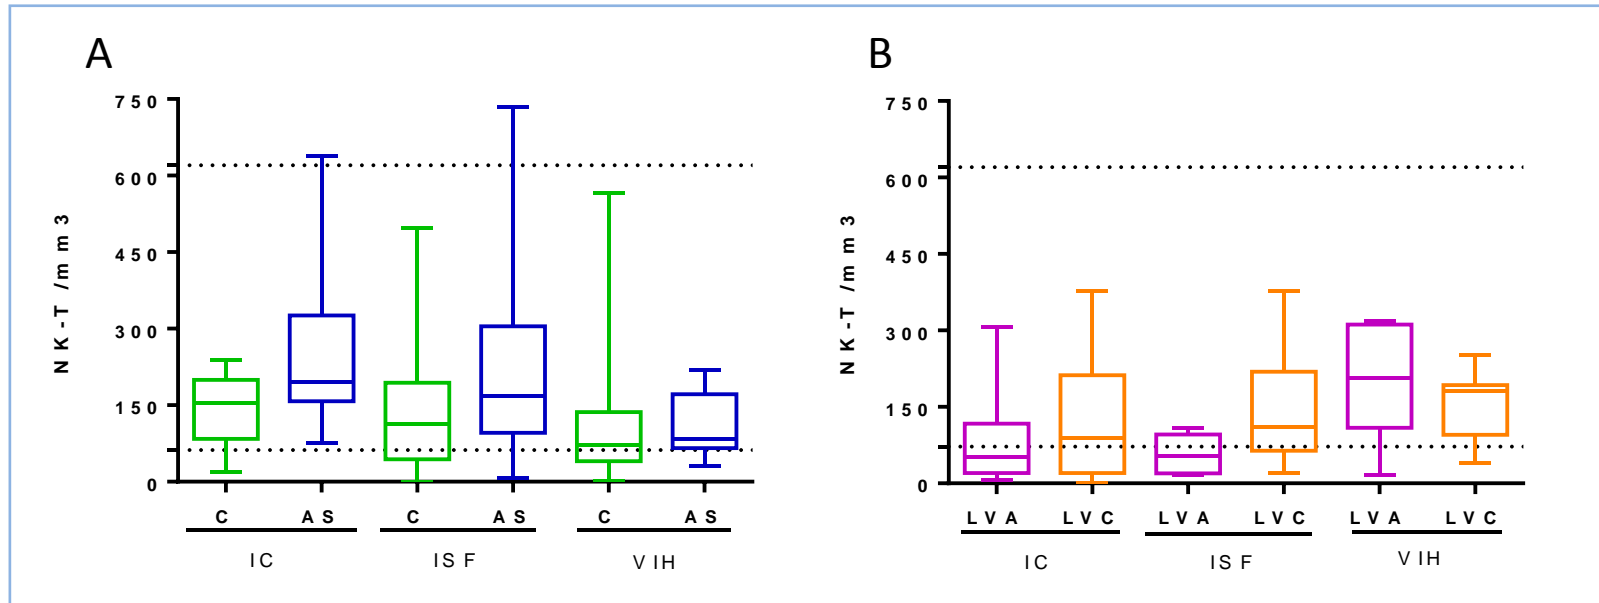 A
NK-T /mm3
750
600
450
300
150
0
C AS C AS C AS
IC ISF VIH
B
NK-T /mm3
750
600
450
300
150
0
LVA LVC LVA LVC LVA LVC
IC ISF VIH